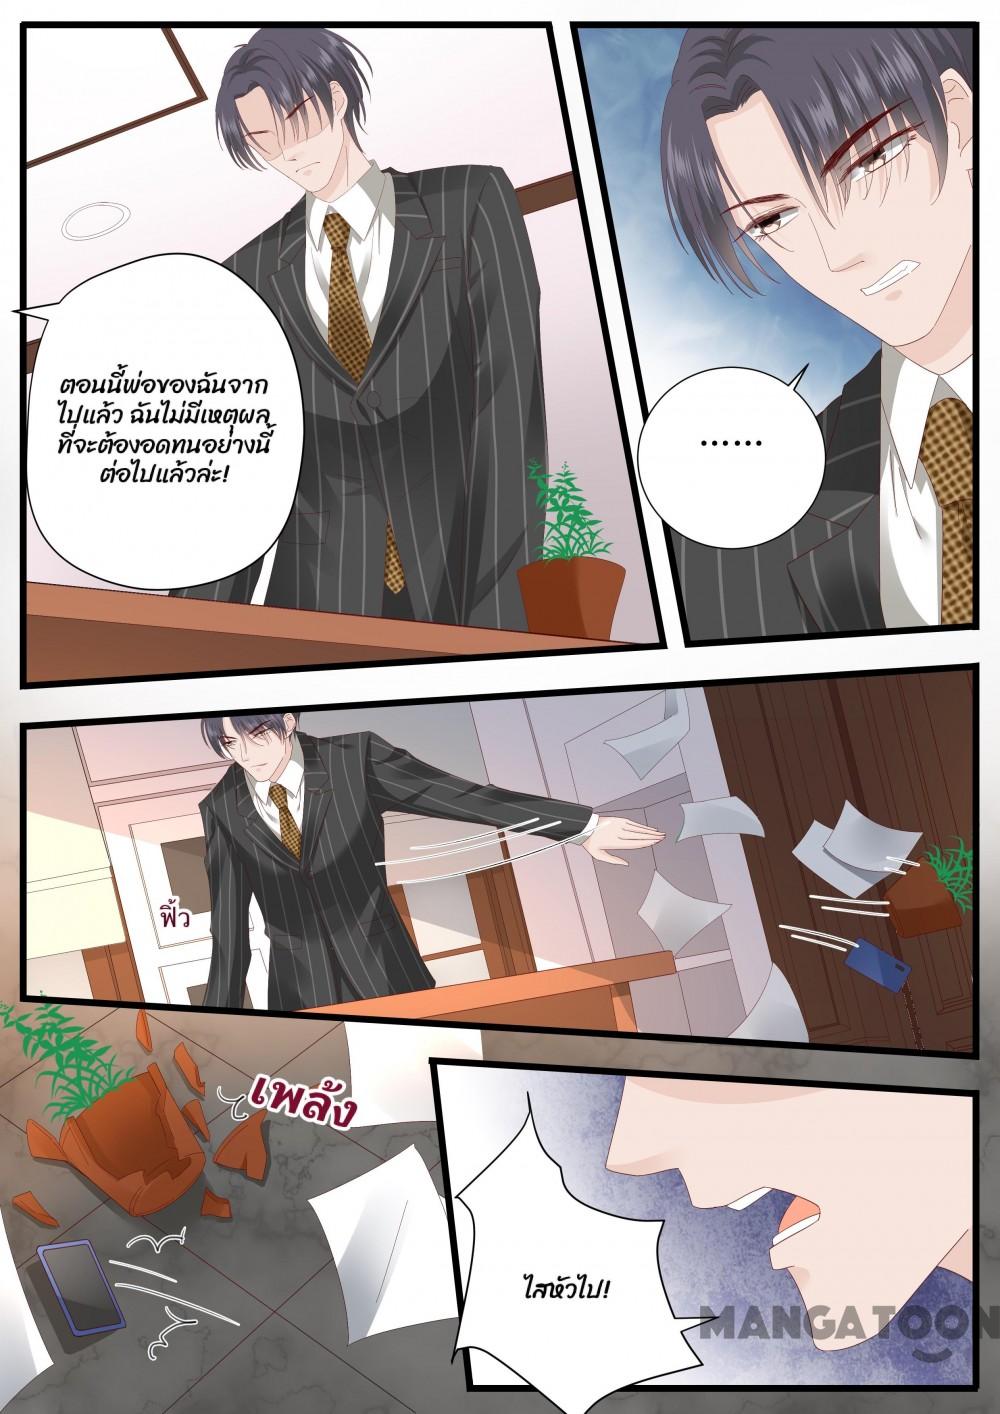 ตอนนี้พ่อของฉันจาก
ไปแล้ว ฉันไม่มีเหตุผล
ที่จะต้องอดทนอย่างนี้
ต่อไปแล้วล่ะ!
......
ฟิ้ว
เพล้ง
ไสหัวไป!
MANGATOON